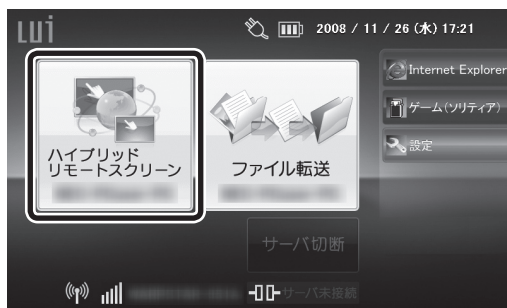 Lui
2008 / 11 / 26 (水) 17:21
Internet Explorer
ゲーム(ソリティア)
設定
ハイブリッド
リモートスクリーン
ファイル転送
サーバ切断
サーバ未接続